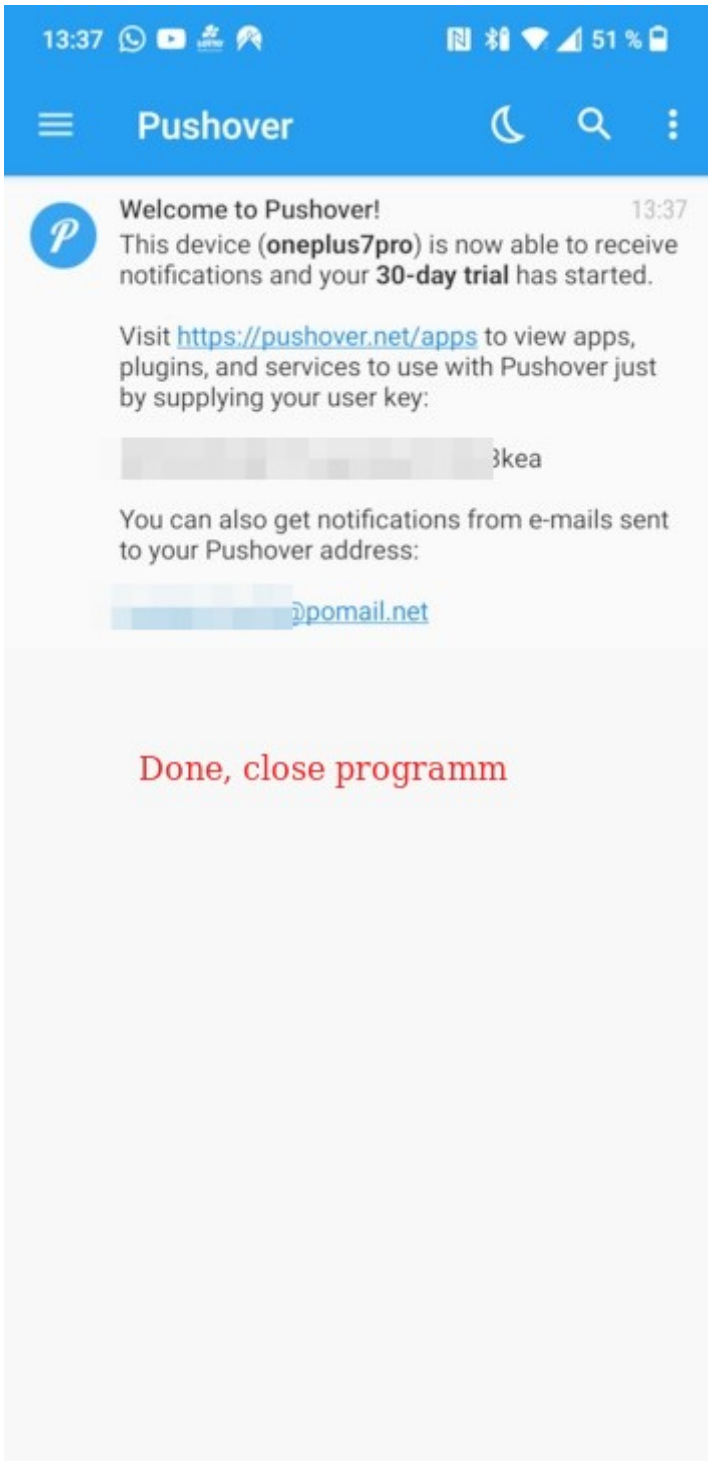 13:37 51 %
Pushover
Welcome to Pushover! 13:37
This device (oneplus7pro) is now able to receive
notifications and your 30-day trial has started.
Visit https://pushover.net/apps to view apps,
plugins, and services to use with Pushover just
by supplying your user key:
kea
You can also get notifications from e-mails sent
to your Pushover address:
@pomail.net
Done, close programm